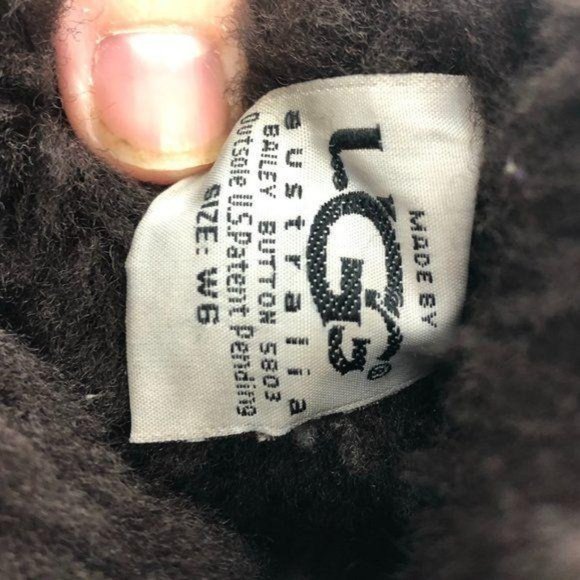 MADE BY
UGG®
australia
BAILEY BUTTON 5803
Outsole U.S.Patent pending
SIZE: W6